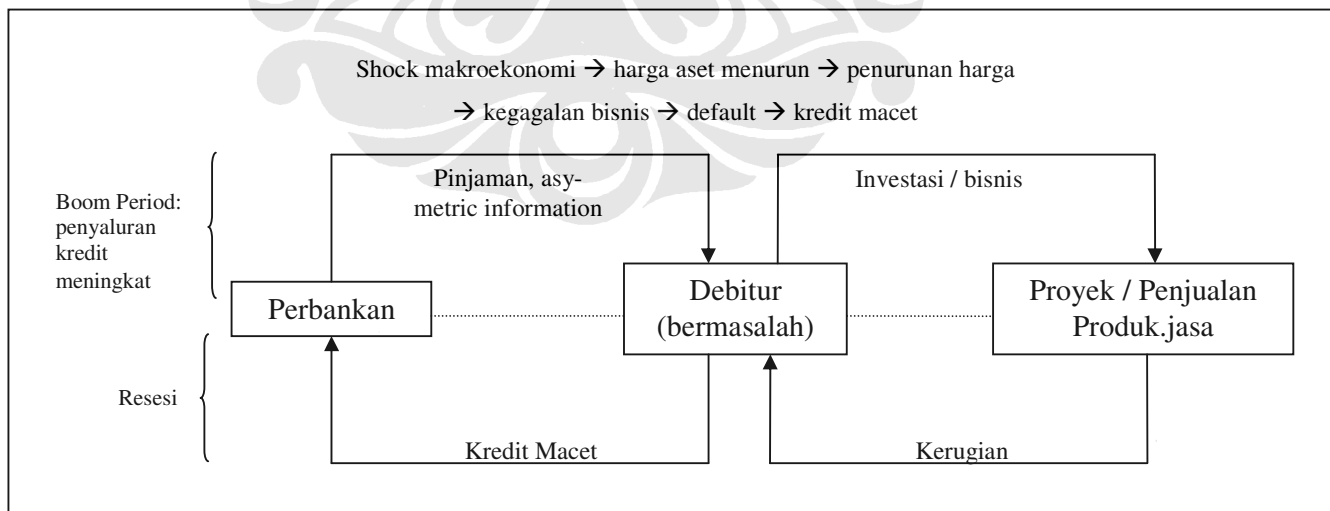 Shock makroekonomi → harga aset menurun → penurunan harga
→ kegagalan bisnis → default → kredit macet
Boom Period:
penyaluran
kredit
meningkat
Pinjaman, asy-
metric information
Investasi / bisnis
Perbankan
Debitur
(bermasalah)
Proyek / Penjualan
Produk.jasa
Resesi
Kredit Macet
Kerugian